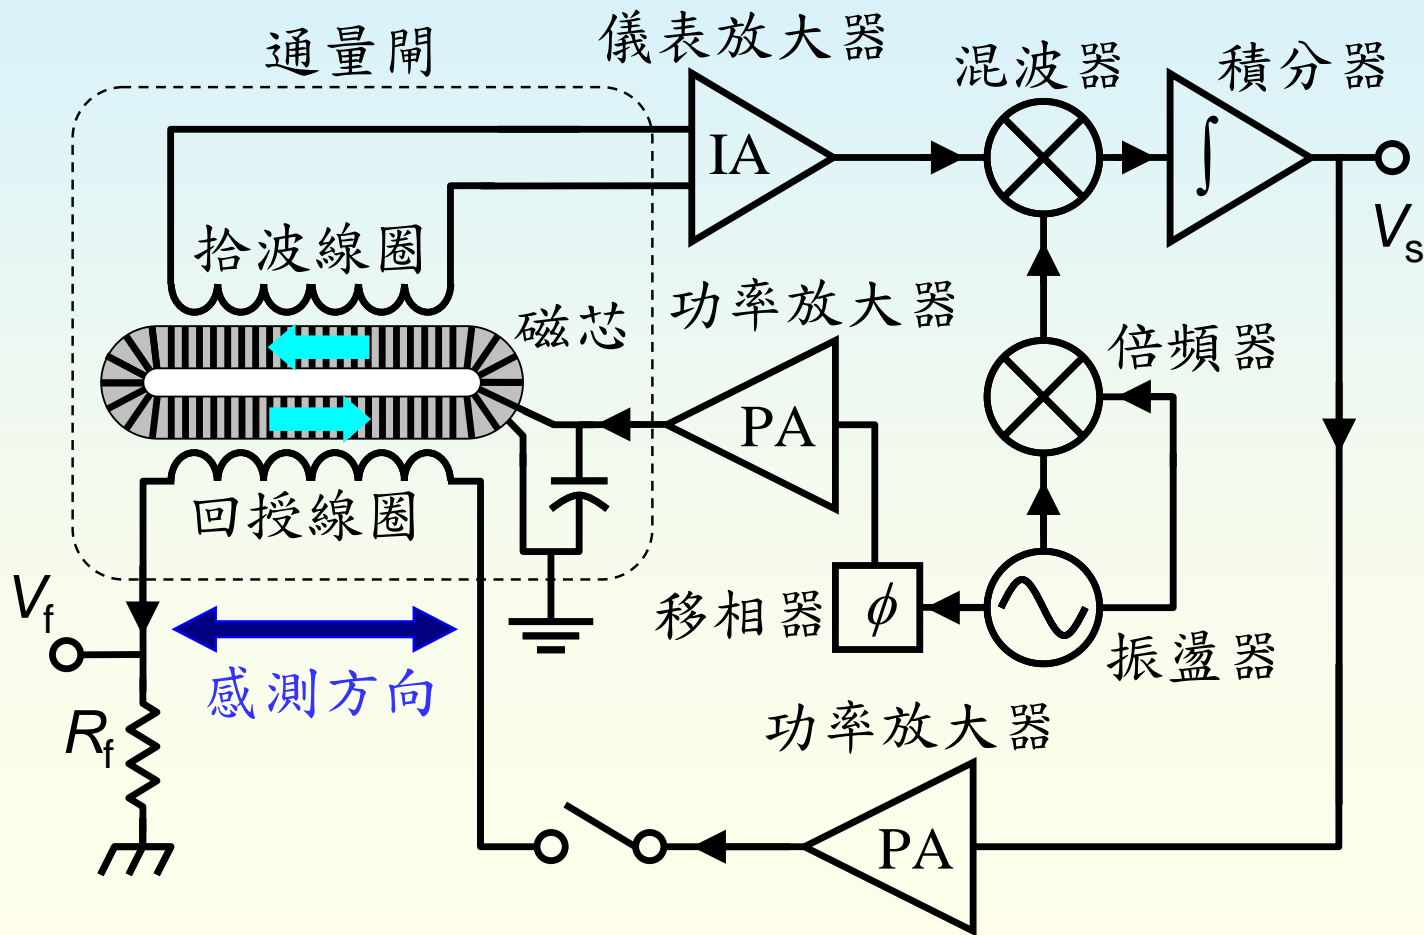 通量閘
儀表放大器
混波器
積分器
IA
∫
Vs
拾波線圈
磁芯
功率放大器
倍頻器
PA
回授線圈
Vf
移相器
ϕ
振盪器
感測方向
Rf
功率放大器
PA